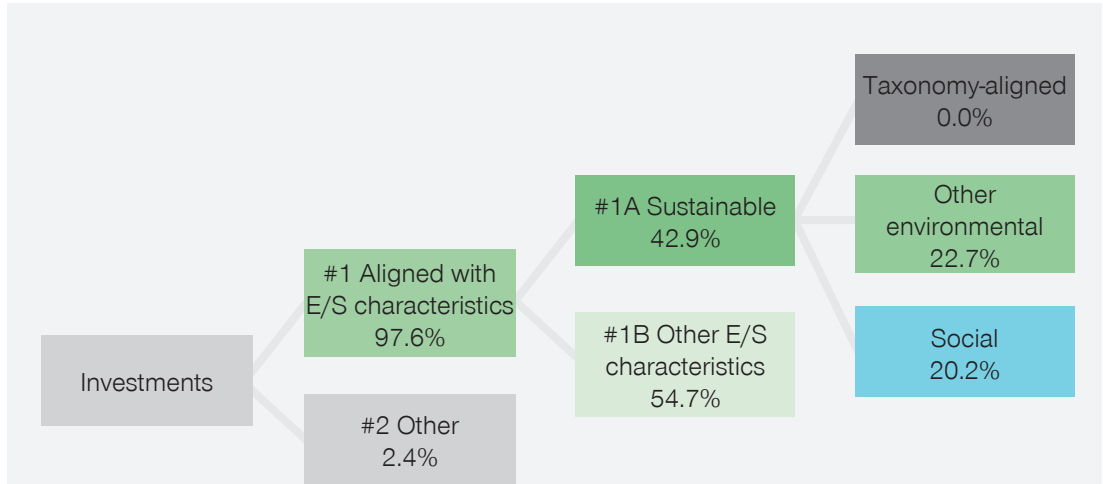 Investments
#1 Aligned with
E/S characteristics
97.6%
#2 Other
2.4%
#1A Sustainable
42.9%
#1B Other E/S
characteristics
54.7%
Taxonomy-aligned
0.0%
Other
environmental
22.7%
Social
20.2%